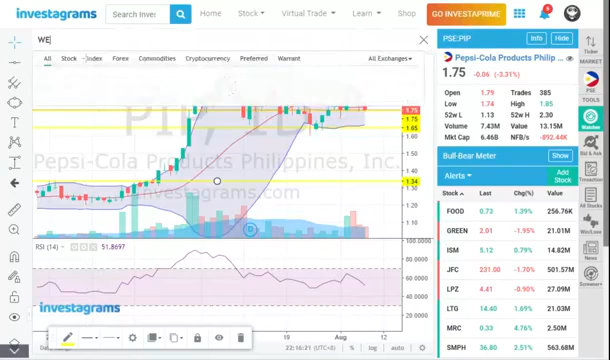 investagrams
Search Inves
Home
Stock
Virtual Trade
Learn
Shop
GO INVESTAPRIME
WE
All
Stock
Index
Forex
Commodities
Cryptocurrency
Preferred
Warrant
All Exchanges
Pepsi-Cola Products Philippines, Inc.
investagrams.com
1.75
1.75
1.65
1.34
1.20
1.10
1.00
RSI (14)
51.8697
100.0000
80.0000
60.0000
50.0000
40.0000
30.0000
20.0000
investagrams
19
Aug
12
22:16:21 (UTC+8)
%
log
auto
PSE:PIP
Info
Hide
Pepsi-Cola Products Philip ...
1.75 -0.06 (-3.31%)
Open 1.79 Trades 385
Low 1.74 High 1.85
52w L 1.13 52w H 2.30
Volume 7.43M Value 13.15M
Mkt Cap 6.46B NFB/s -892.44K
Bull-Bear Meter
Show
Alerts
Add Stock
Stock Last Chg(%) Value
FOOD 0.73 1.39% 256.76K
GREEN 2.01 -1.95% 21.01M
ISM 5.12 0.79% 14.82M
JFC 231.00 -1.70% 501.57M
LPZ 4.41 -0.90% 27.09M
LTG 14.40 1.69% 21.03M
MRC 0.33 4.76% 2.50M
SMPH 36.80 2.51% 563.68M
Ticker
MARKET
PSE
TOOLS
Watcher
Bid & Ask
Transaction
All Stocks
Win/Lose
News
Screener+